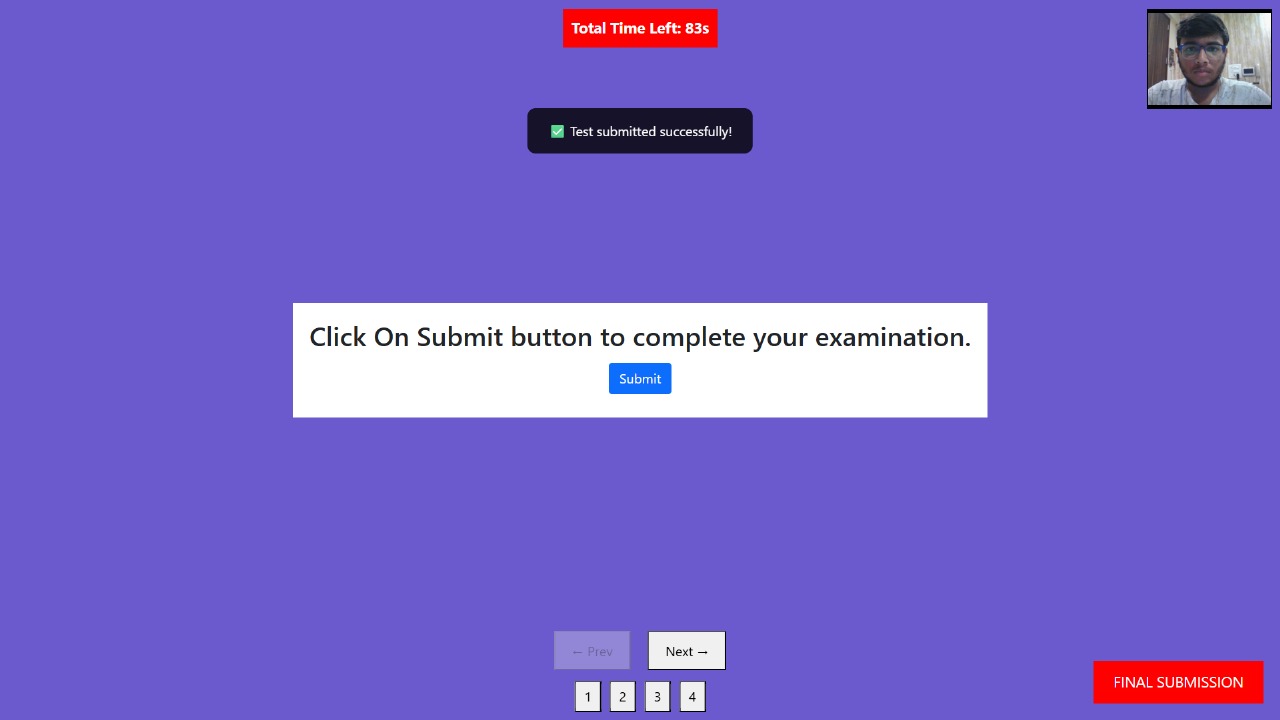 Total Time Left: 83s
✅ Test submitted successfully!
Click On Submit button to complete your examination.
Submit
← Prev Next →
1 2 3 4
FINAL SUBMISSION